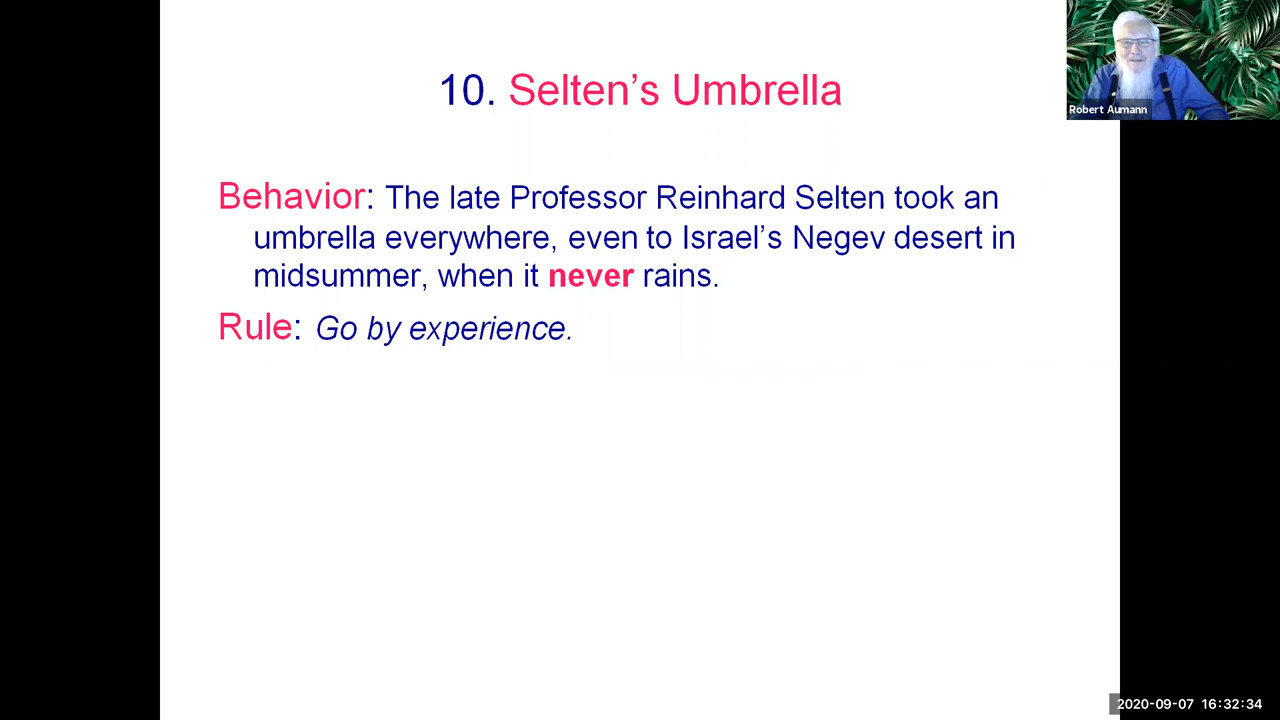 10. Selten’s Umbrella
Robert Aumann
Behavior: The late Professor Reinhard Selten took an
umbrella everywhere, even to Israel’s Negev desert in
midsummer, when it never rains.
Rule: Go by experience.
2020-09-07 16:32:34